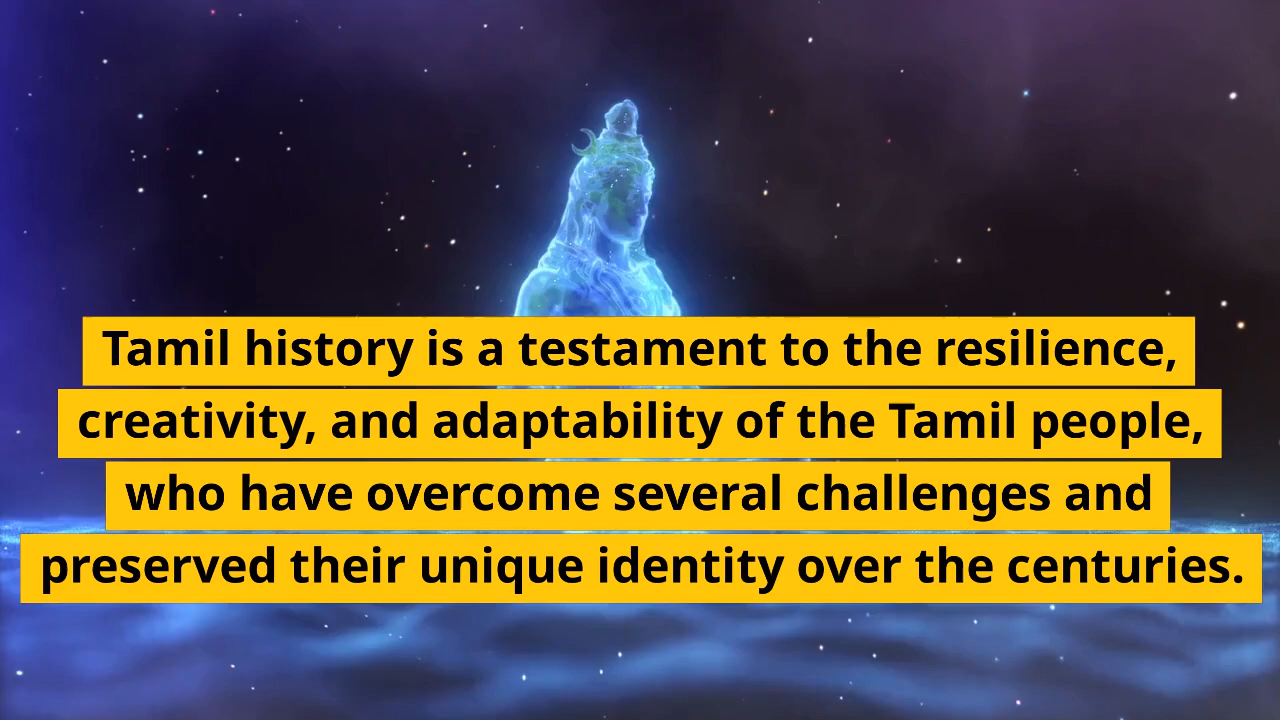 Tamil history is a testament to the resilience,
creativity, and adaptability of the Tamil people,
who have overcome several challenges and
preserved their unique identity over the centuries.